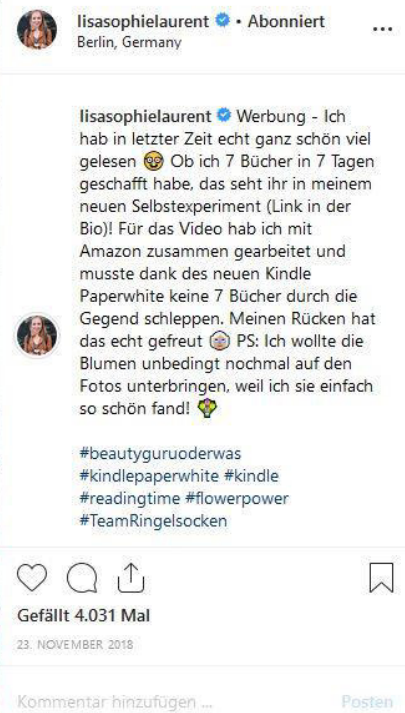 lisasophielaurent • Abonniert
Berlin, Germany
lisasophielaurent Werbung - Ich
hab in letzter Zeit echt ganz schön viel
gelesen 🤓 Ob ich 7 Bücher in 7 Tagen
geschafft habe, das seht ihr in meinem
neuen Selbstexperiment (Link in der
Bio)! Für das Video hab ich mit
Amazon zusammen gearbeitet und
musste dank des neuen Kindle
Paperwhite keine 7 Bücher durch die
Gegend schleppen. Meinen Rücken hat
das echt gefreut 👵 PS: Ich wollte die
Blumen unbedingt nochmal auf den
Fotos unterbringen, weil ich sie einfach
so schön fand! 💐
#beautyguruoderwas
#kindlepaperwhite #kindle
#readingtime #flowerpower
#TeamRingelsocken
Gefällt 4.031 Mal
23. NOVEMBER 2018
Kommentar hinzufügen ... Posten